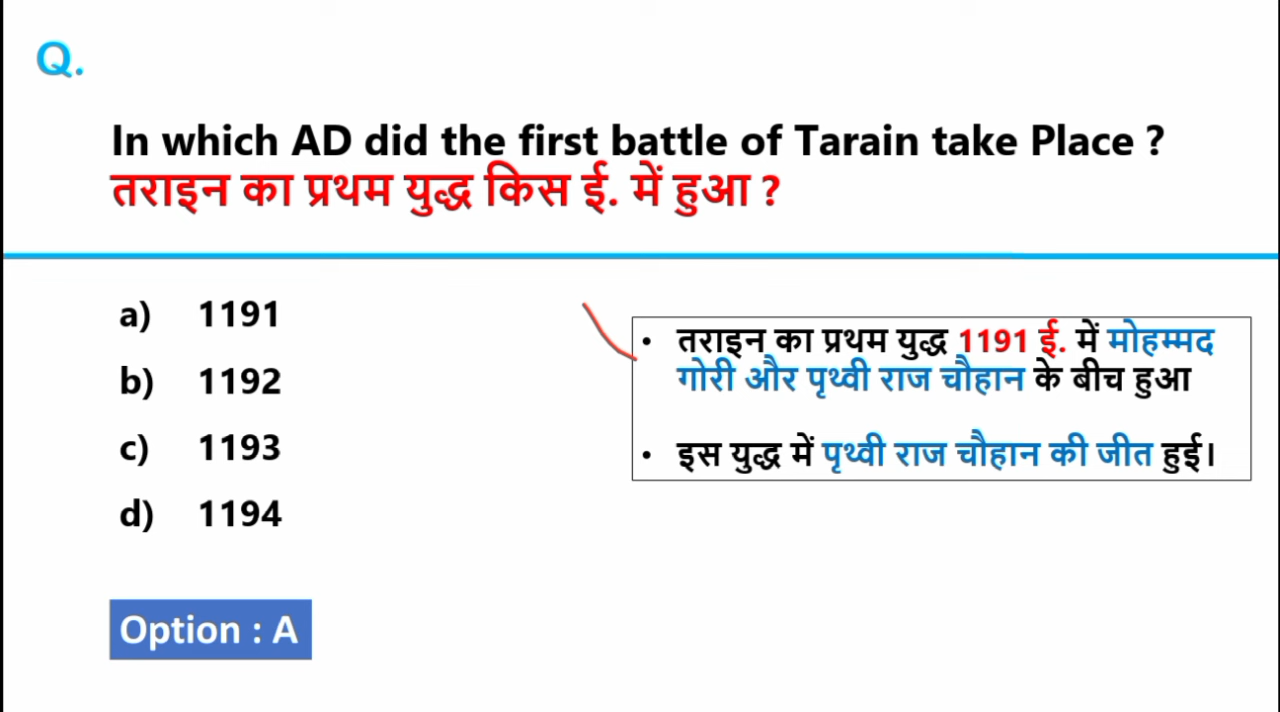 Q.
In which AD did the first battle of Tarain take Place ?
तराइन का प्रथम युद्ध किस ई. में हुआ ?
a) 1191
b) 1192
c) 1193
d) 1194
• तराइन का प्रथम युद्ध 1191 ई. में मोहम्मद
गोरी और पृथ्वी राज चौहान के बीच हुआ
• इस युद्ध में पृथ्वी राज चौहान की जीत हुई।
Option : A